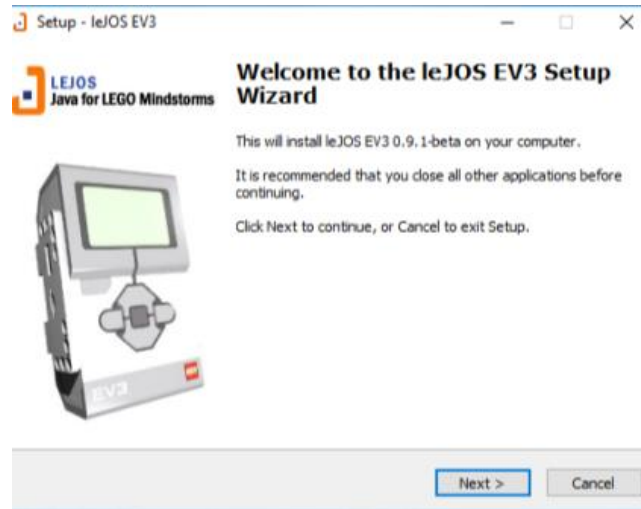 Setup - leJOS EV3
LEJOS
Java for LEGO Mindstorms
Welcome to the leJOS EV3 Setup
Wizard
This will install leJOS EV3 0.9.1-beta on your computer.
It is recommended that you close all other applications before
continuing.
Click Next to continue, or Cancel to exit Setup.
EV3
Next >
Cancel